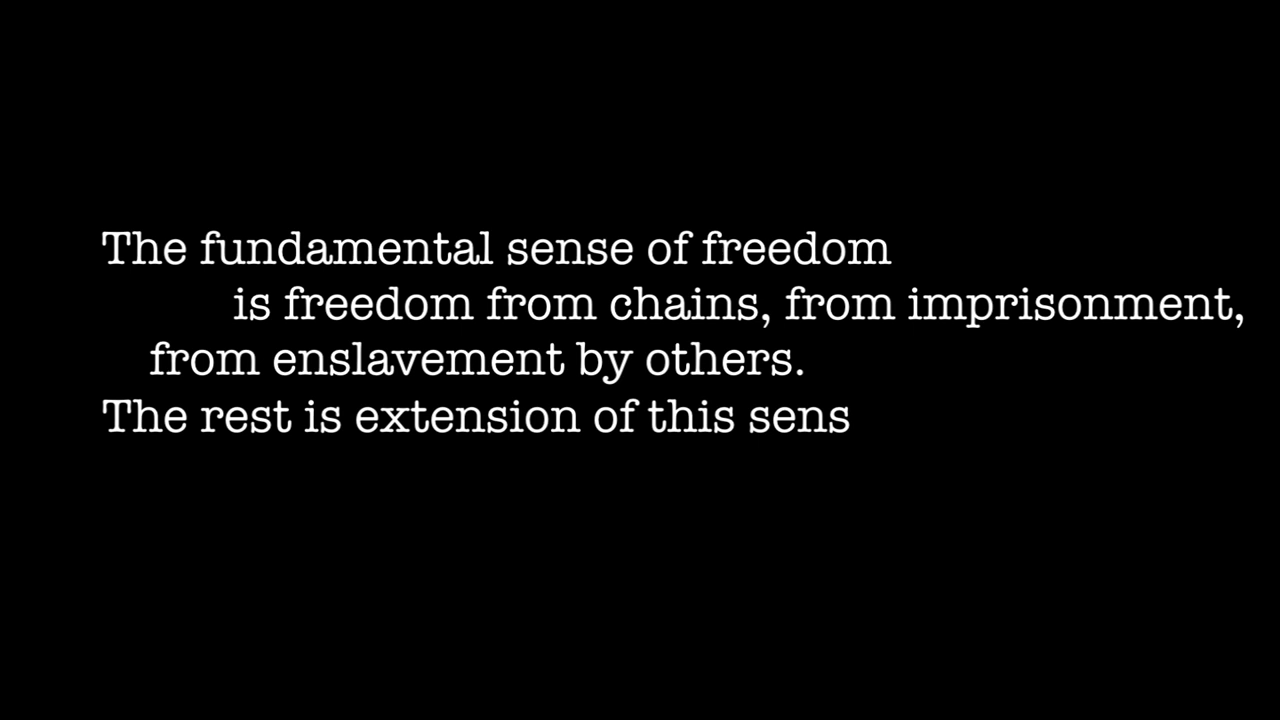 The fundamental sense of freedom
is freedom from chains, from imprisonment,
from enslavement by others.
The rest is extension of this sens